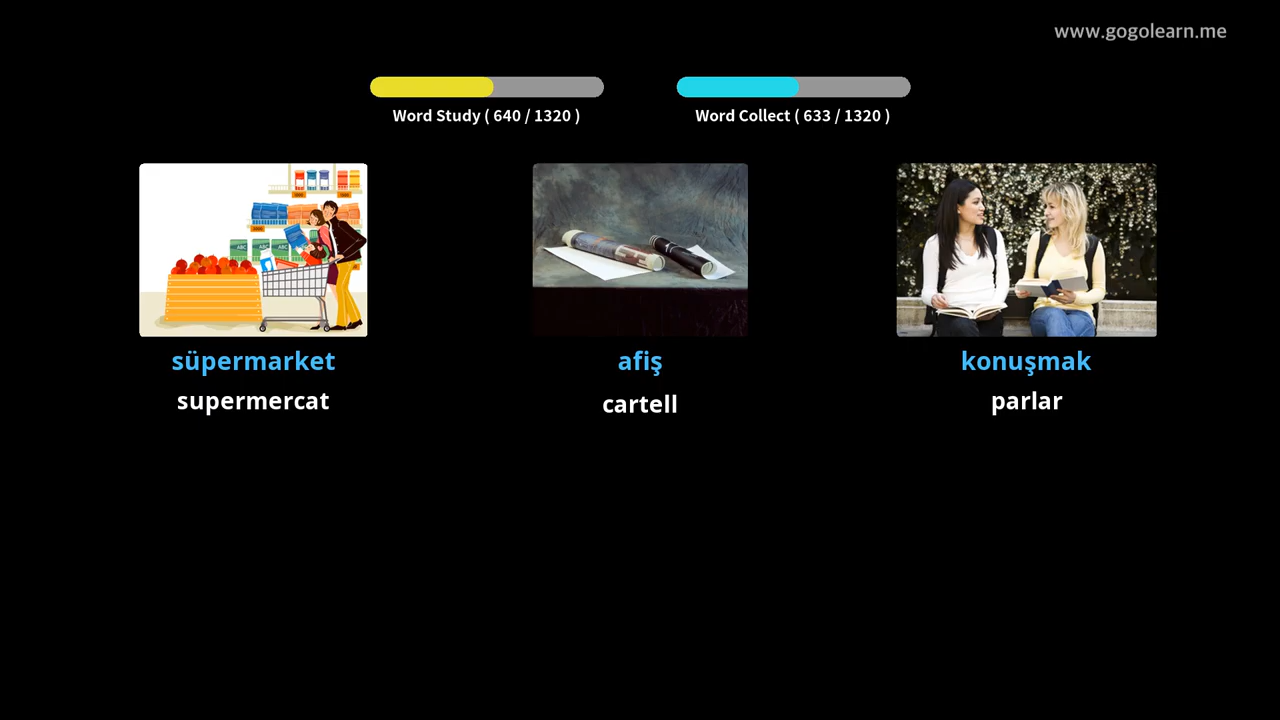 www.gogolearn.me
Word Study ( 640 / 1320 )
Word Collect ( 633 / 1320 )
süpermarket
afiş
konuşmak
supermercat
cartell
parlar